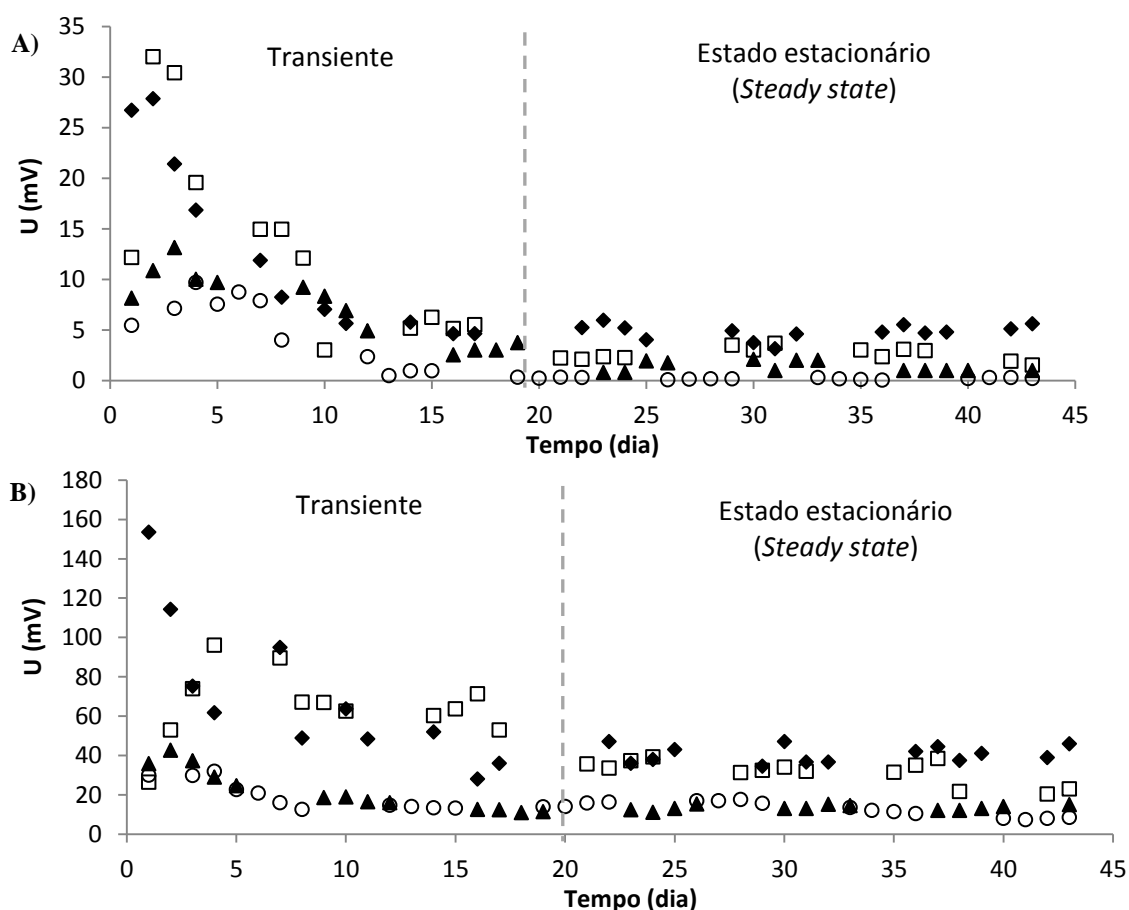 A)
Transiente
Estado estacionário
(Steady state)
U (mV)
35
30
25
20
15
10
5
0
0 5 10 15 20 25 30 35 40 45
Tempo (dia)
B)
Transiente
Estado estacionário
(Steady state)
U (mV)
180
160
140
120
100
80
60
40
20
0
0 5 10 15 20 25 30 35 40 45
Tempo (dia)